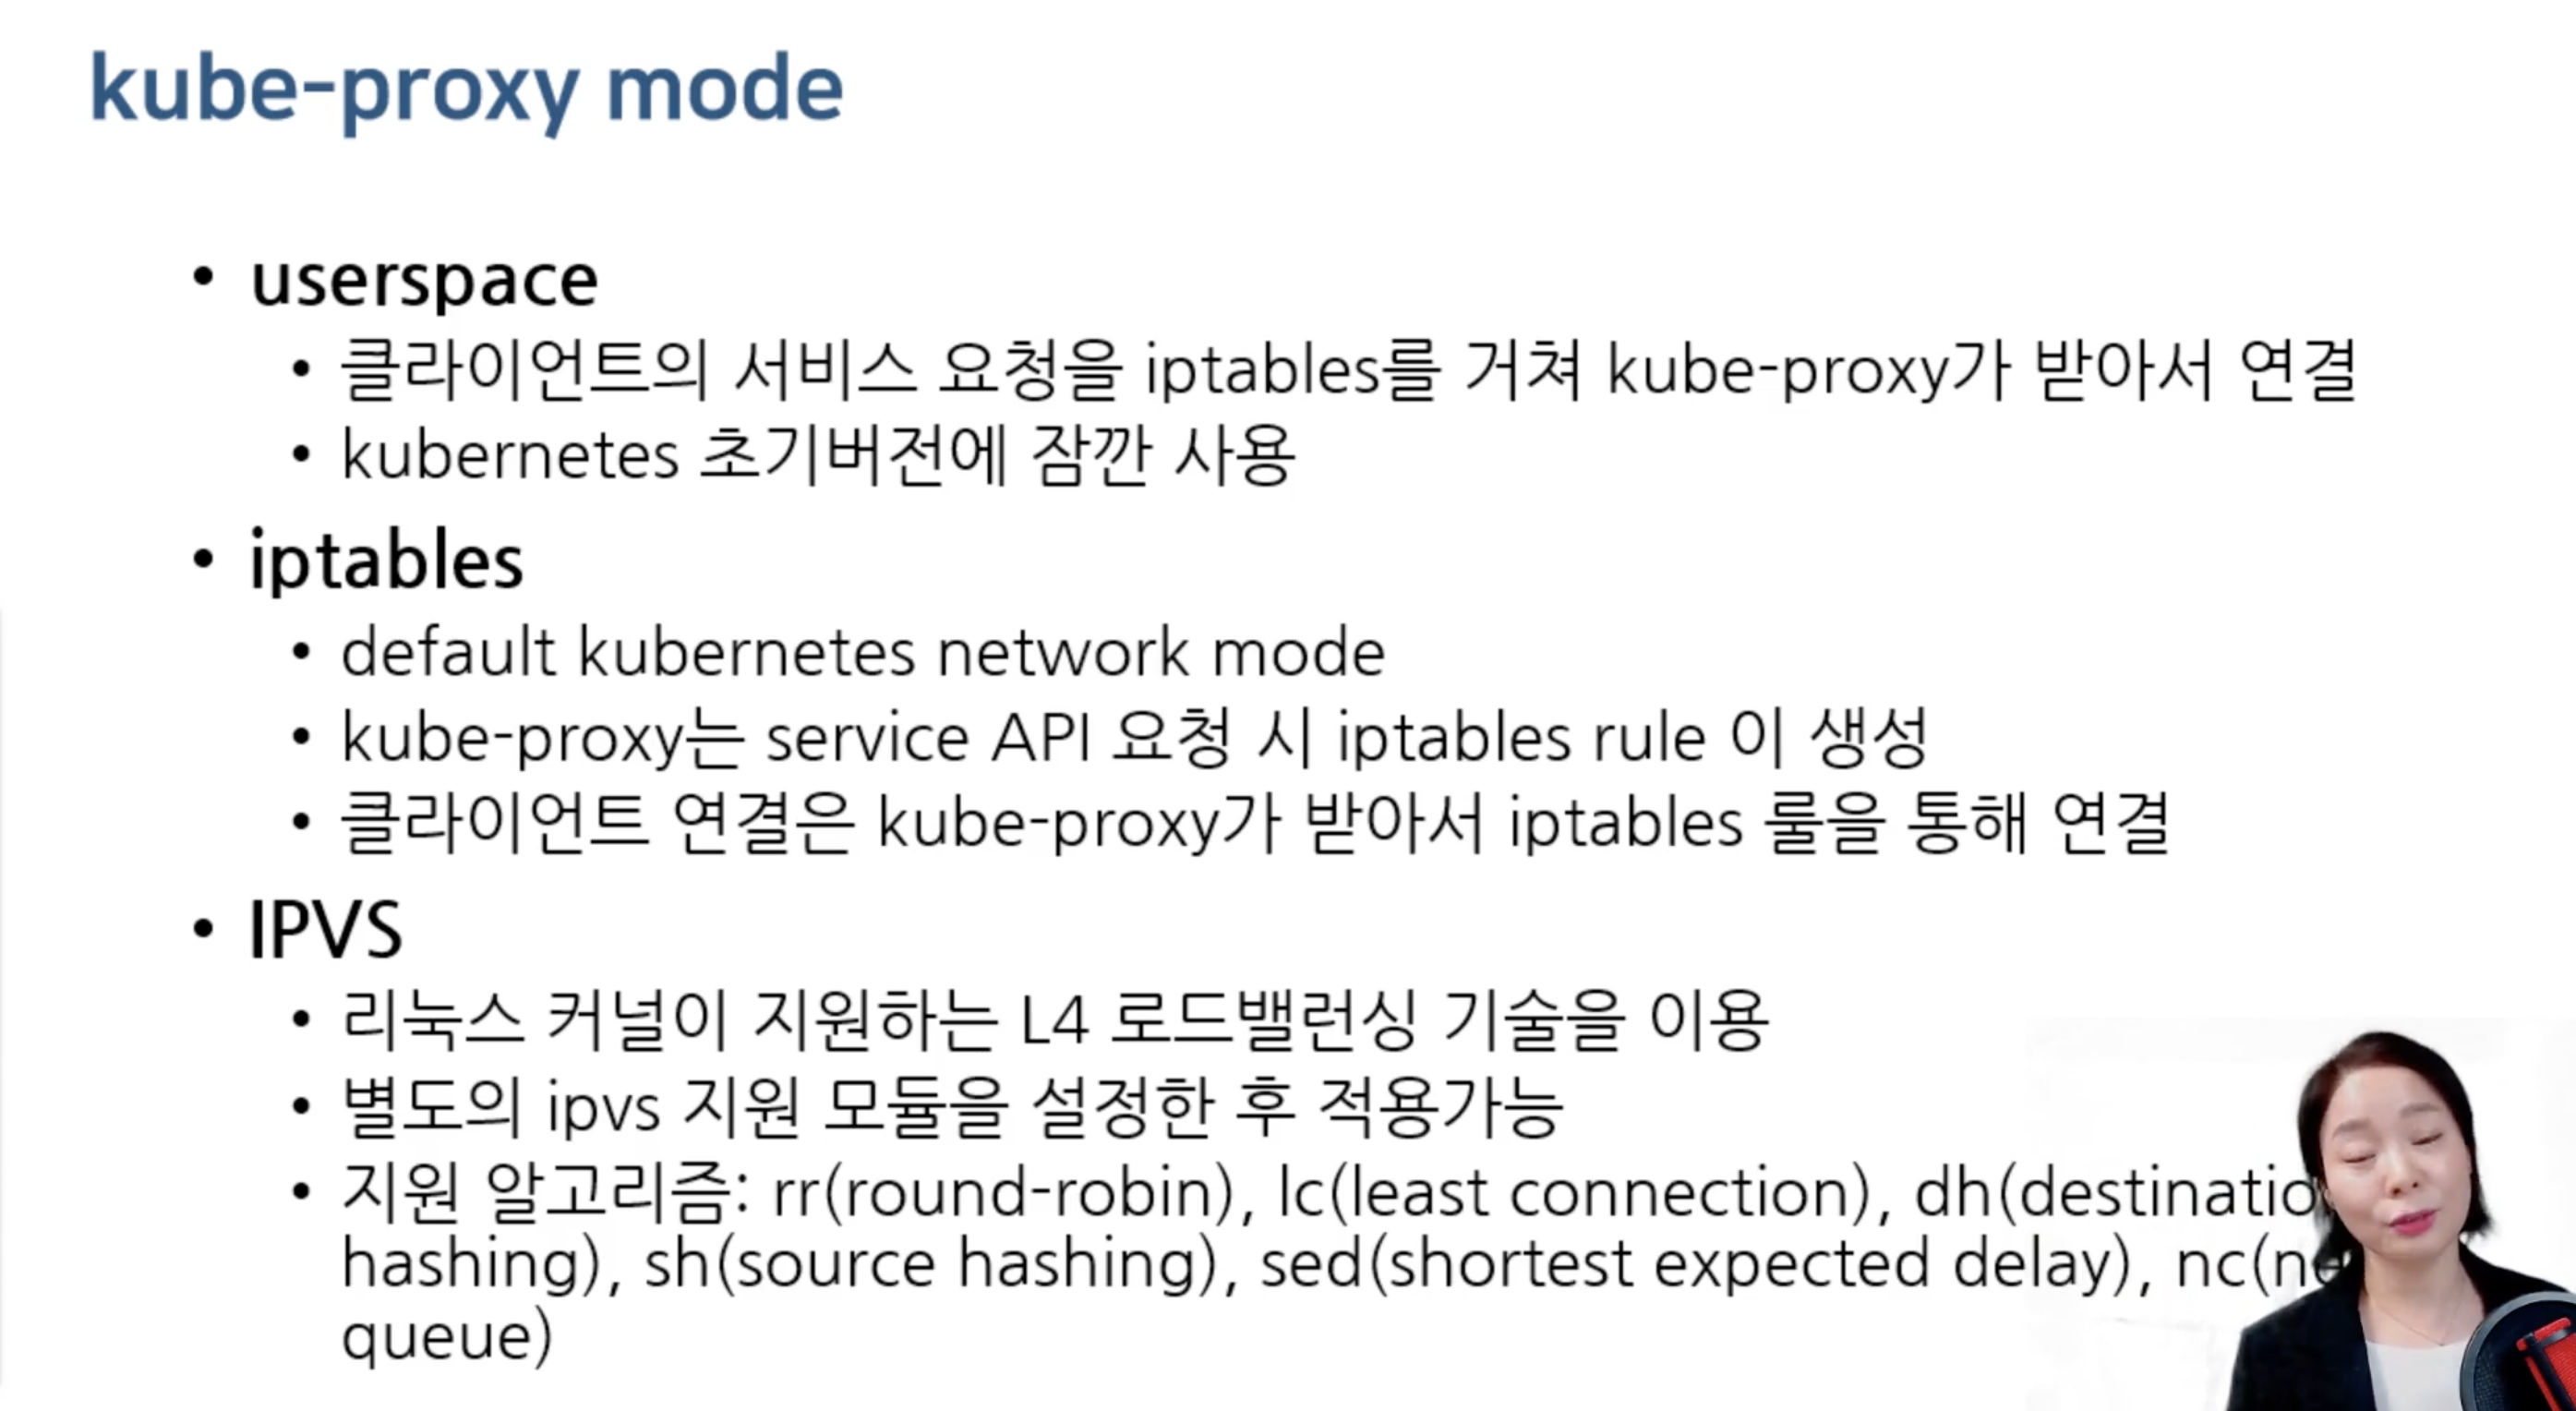 kube-proxy mode
• userspace
• 클라이언트의 서비스 요청을 iptables를 거쳐 kube-proxy가 받아서 연결
• kubernetes 초기버전에 잠깐 사용
• iptables
• default kubernetes network mode
• kube-proxy는 service API 요청 시 iptables rule 이 생성
• 클라이언트 연결은 kube-proxy가 받아서 iptables 룰을 통해 연결
• IPVS
• 리눅스 커널이 지원하는 L4 로드밸런싱 기술을 이용
• 별도의 ipvs 지원 모듈을 설정한 후 적용가능
• 지원 알고리즘: rr(round-robin), lc(least connection), dh(destinatio
hashing), sh(source hashing), sed(shortest expected delay), nc(
queue)